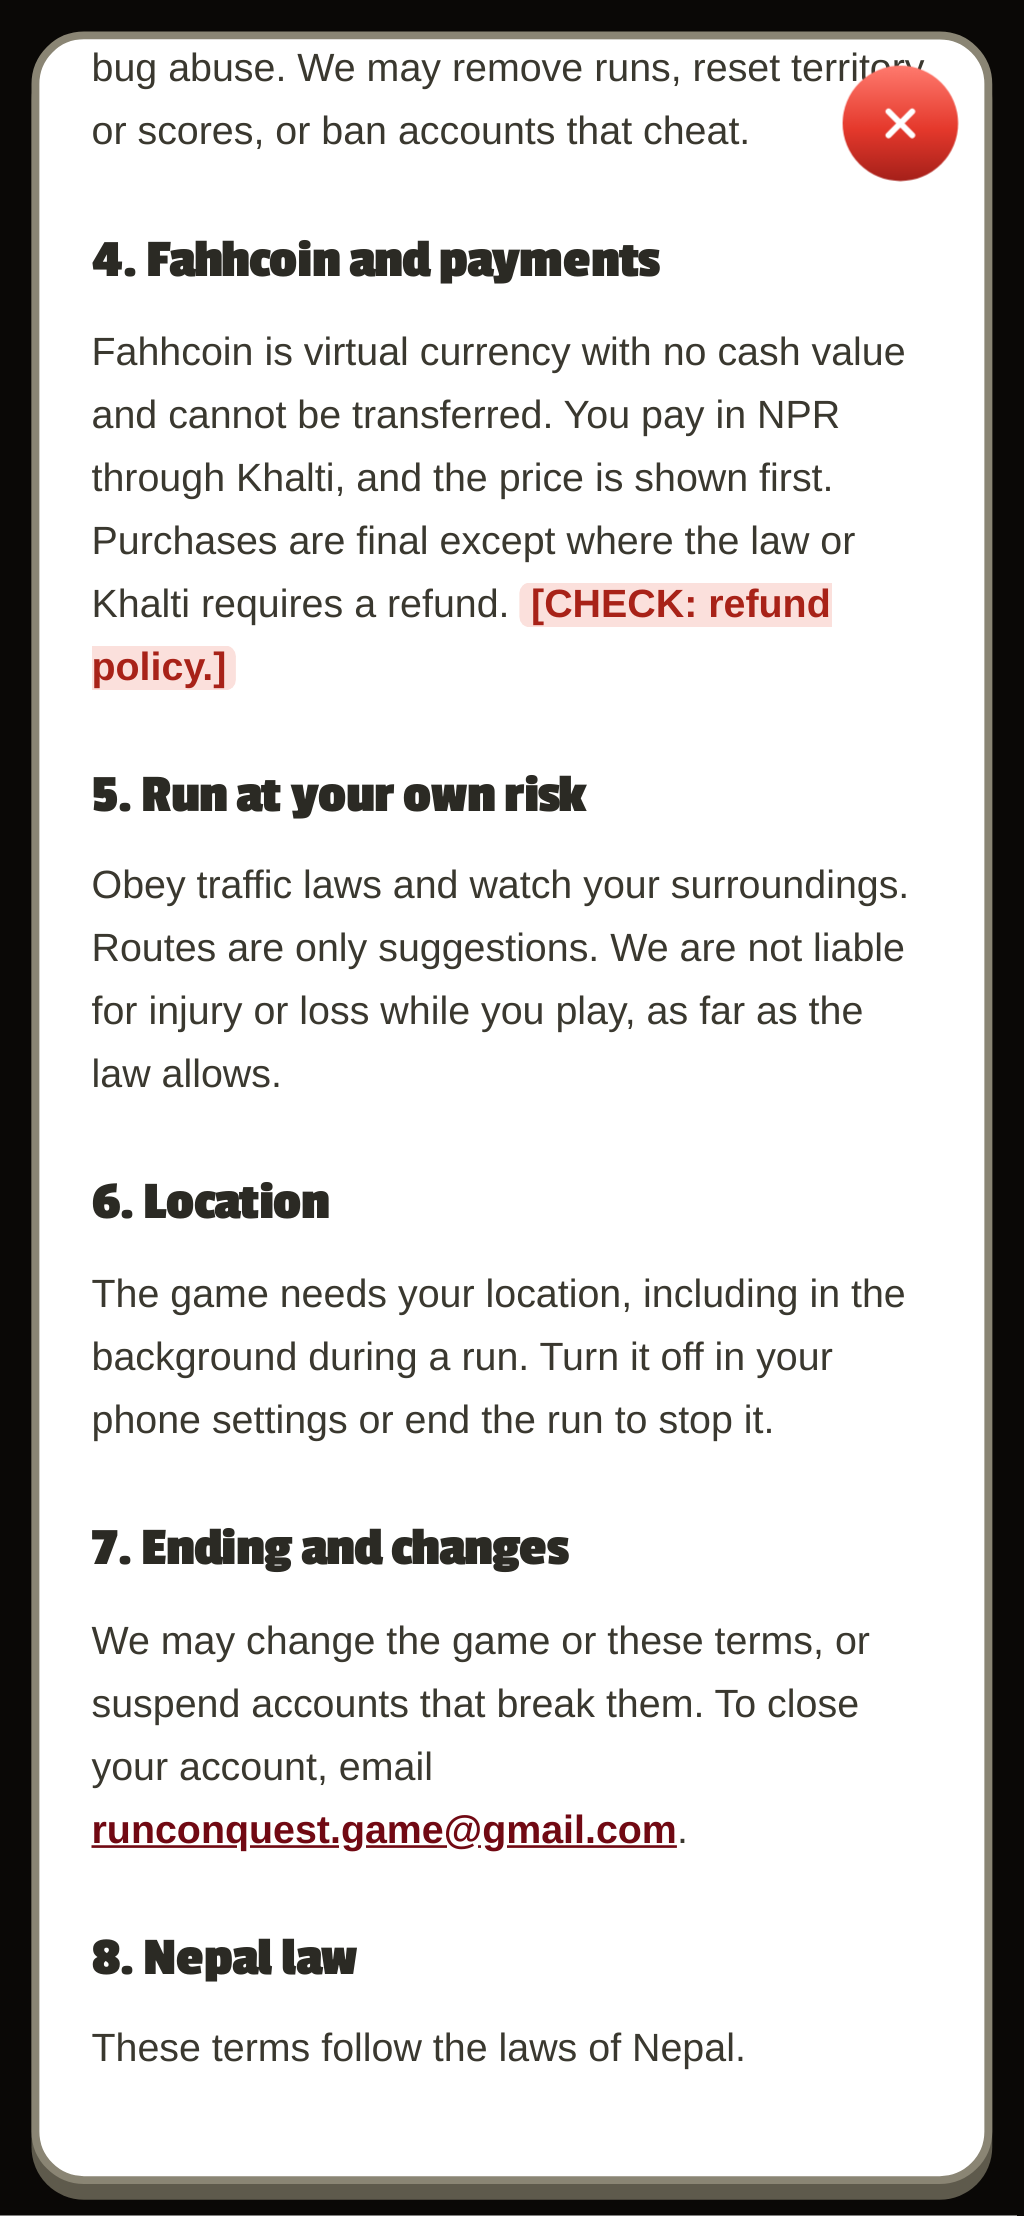 bug abuse. We may remove runs, reset territory
or scores, or ban accounts that cheat.
4. Fahhcoin and payments
Fahhcoin is virtual currency with no cash value
and cannot be transferred. You pay in NPR
through Khalti, and the price is shown first.
Purchases are final except where the law or
Khalti requires a refund. [CHECK: refund
policy.]
5. Run at your own risk
Obey traffic laws and watch your surroundings.
Routes are only suggestions. We are not liable
for injury or loss while you play, as far as the
law allows.
6. Location
The game needs your location, including in the
background during a run. Turn it off in your
phone settings or end the run to stop it.
7. Ending and changes
We may change the game or these terms, or
suspend accounts that break them. To close
your account, email
runconquest.game@gmail.com.
8. Nepal law
These terms follow the laws of Nepal.